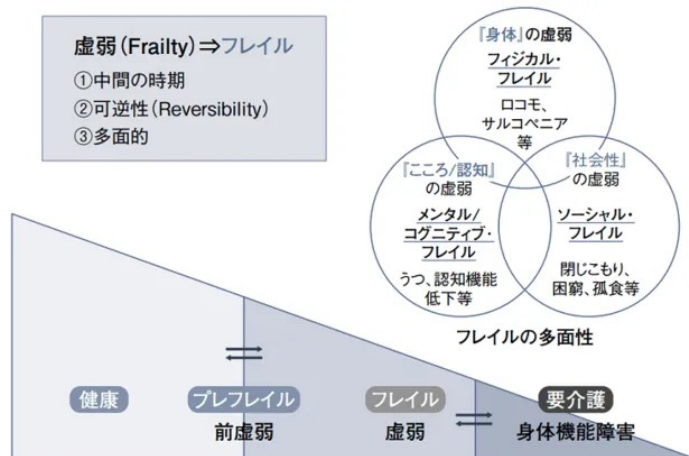 虚弱(Frailty)⇒フレイル
①中間の時期
②可逆性(Reversibility)
③多面的
『身体』の虚弱
フィジカル・
フレイル
ロコモ、
サルコペニア
等
『こころ/認知』
の虚弱
メンタル/
コグニティブ・
フレイル
うつ、認知機能
低下等
『社会性』
の虚弱
ソーシャル・
フレイル
閉じこもり、
困窮、孤食等
フレイルの多面性
健康
プレフレイル
前虚弱
フレイル
虚弱
要介護
身体機能障害